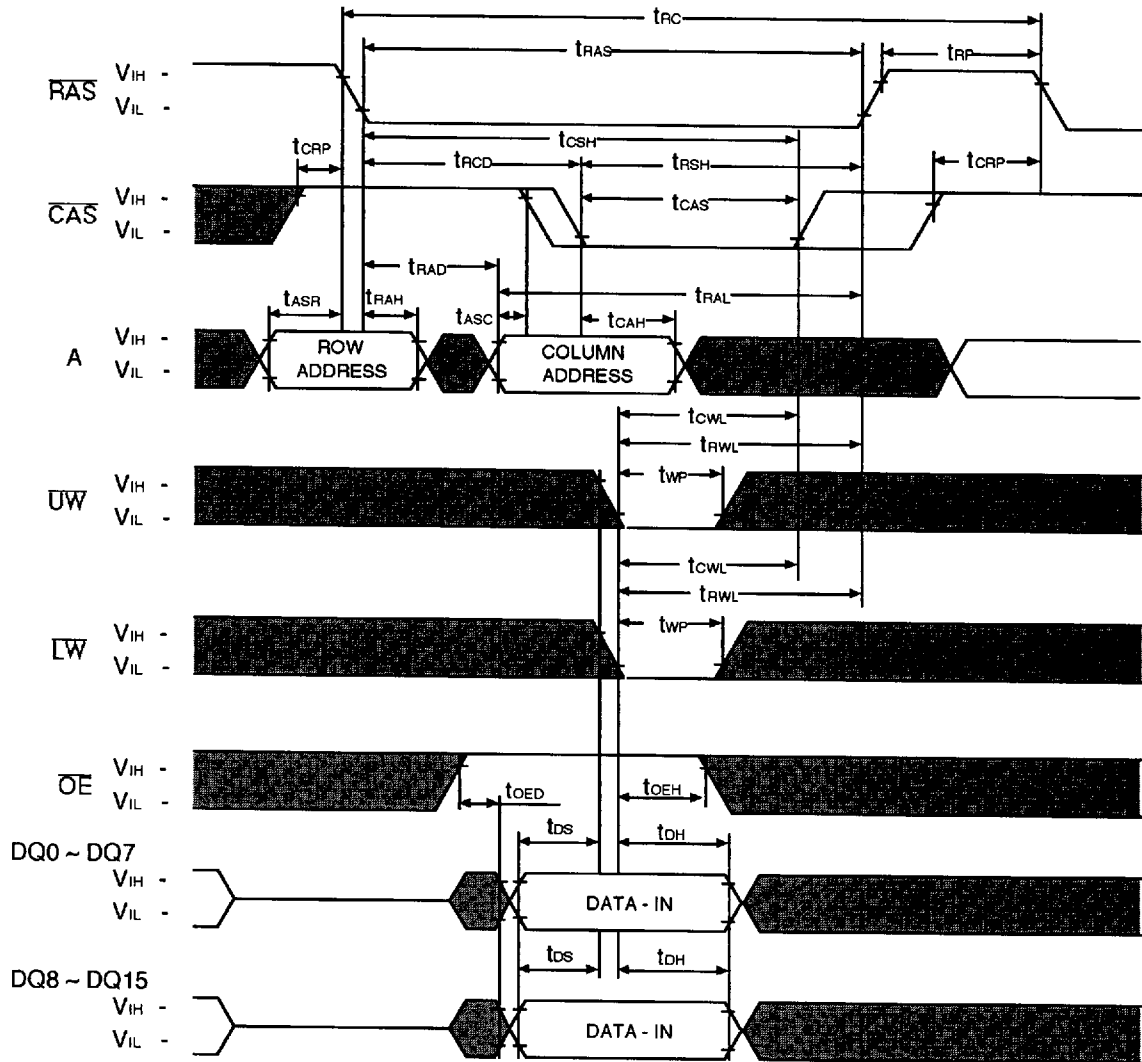 tRC
tRAS
tRP
RAS
VIH -
VIL -
tCSH
tCRP
tRCD
tRSH
tCRP
CAS
VIH -
VIL -
tCAS
tRAD
tRAL
tASR
tRAH
tASC
tCAH
A
VIH -
VIL -
ROW
ADDRESS
COLUMN
ADDRESS
tCWL
tRWL
UW
VIH -
VIL -
tWP
tCWL
tRWL
LW
VIH -
VIL -
tWP
OE
VIH -
VIL -
tOED
tOEH
tDS
tDH
DQ0 ~ DQ7
VIH -
VIL -
DATA - IN
tDS
tDH
DQ8 ~ DQ15
VIH -
VIL -
DATA - IN